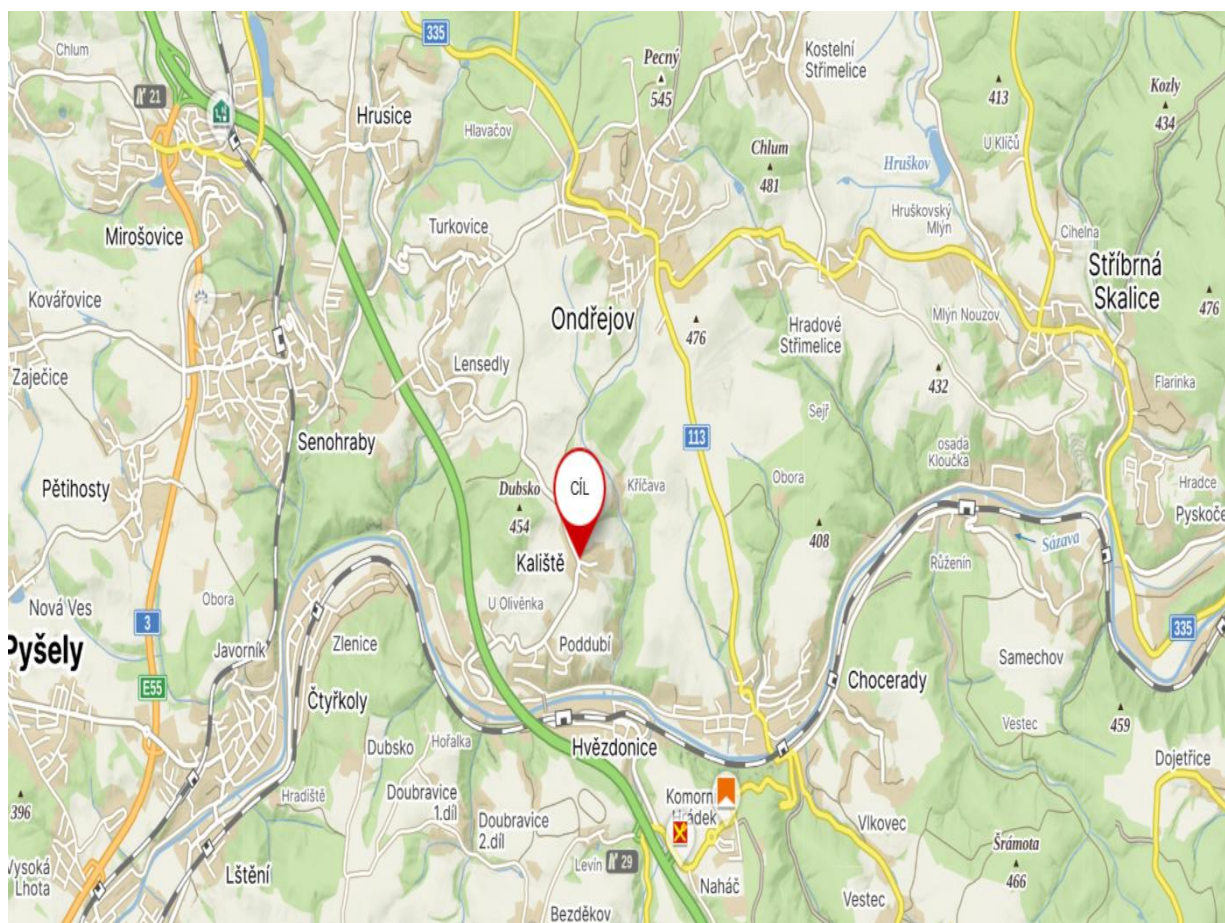 Chlum
335
Pecný
545
Kostelní
Střimelice
413
Kozly
434
21
Hrusice
Hlavačov
U Klíčů
Chlum
481
Hruškov
Mirošovice
Turkovice
Hruškovský
Mlýn
Cihelna
Stříbrná
Skalice
476
Kovářovice
Ondřejov
476
Hradové
Střimelice
Mlýn Nouzov
Zaječice
Lensedly
432
Flarinka
Sejř
Senohraby
113
osada
Kloučka
Pětihosty
CÍL
Dubsko
454
Křičava
Obora
Hradce
Pyskoče
408
Sázava
Kaliště
Růženín
Nová Ves
Obora
U Olivěnka
3
335
Pyšely
Javorník
Zlenice
Poddubí
Samechov
E55
Chocerady
Čtyřkoly
Vestec
459
Dubsko
Hořalka
Hvězdonice
Dojetřice
396
Hradiště
Doubravice
1.díl
Komorní
Hrádek
Doubravice
2.díl
Vlkovec
Šrámota
466
Vysoká
Lhota
Lštění
Levín
29
Naháč
Vestec
Bezděkov